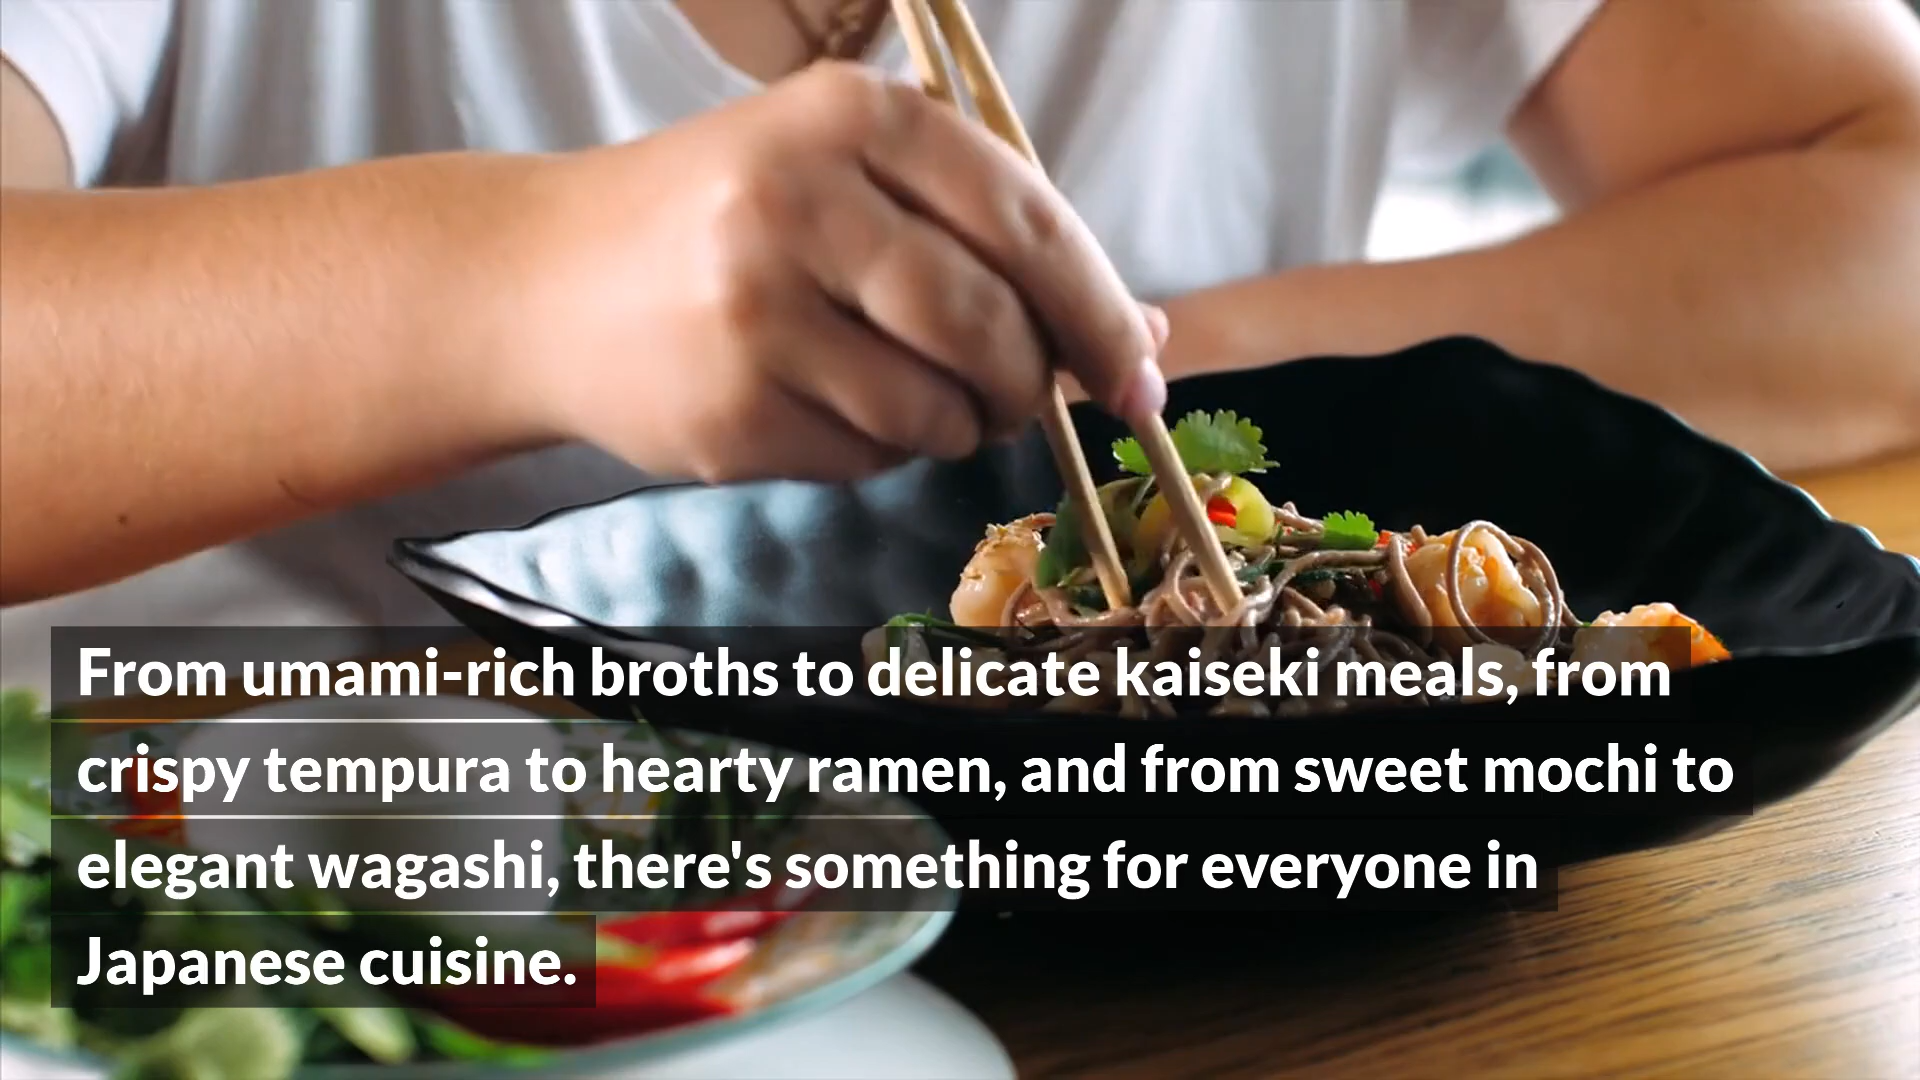 From umami-rich broths to delicate kaiseki meals, from
crispy tempura to hearty ramen, and from sweet mochi to
elegant wagashi, there's something for everyone in
Japanese cuisine.